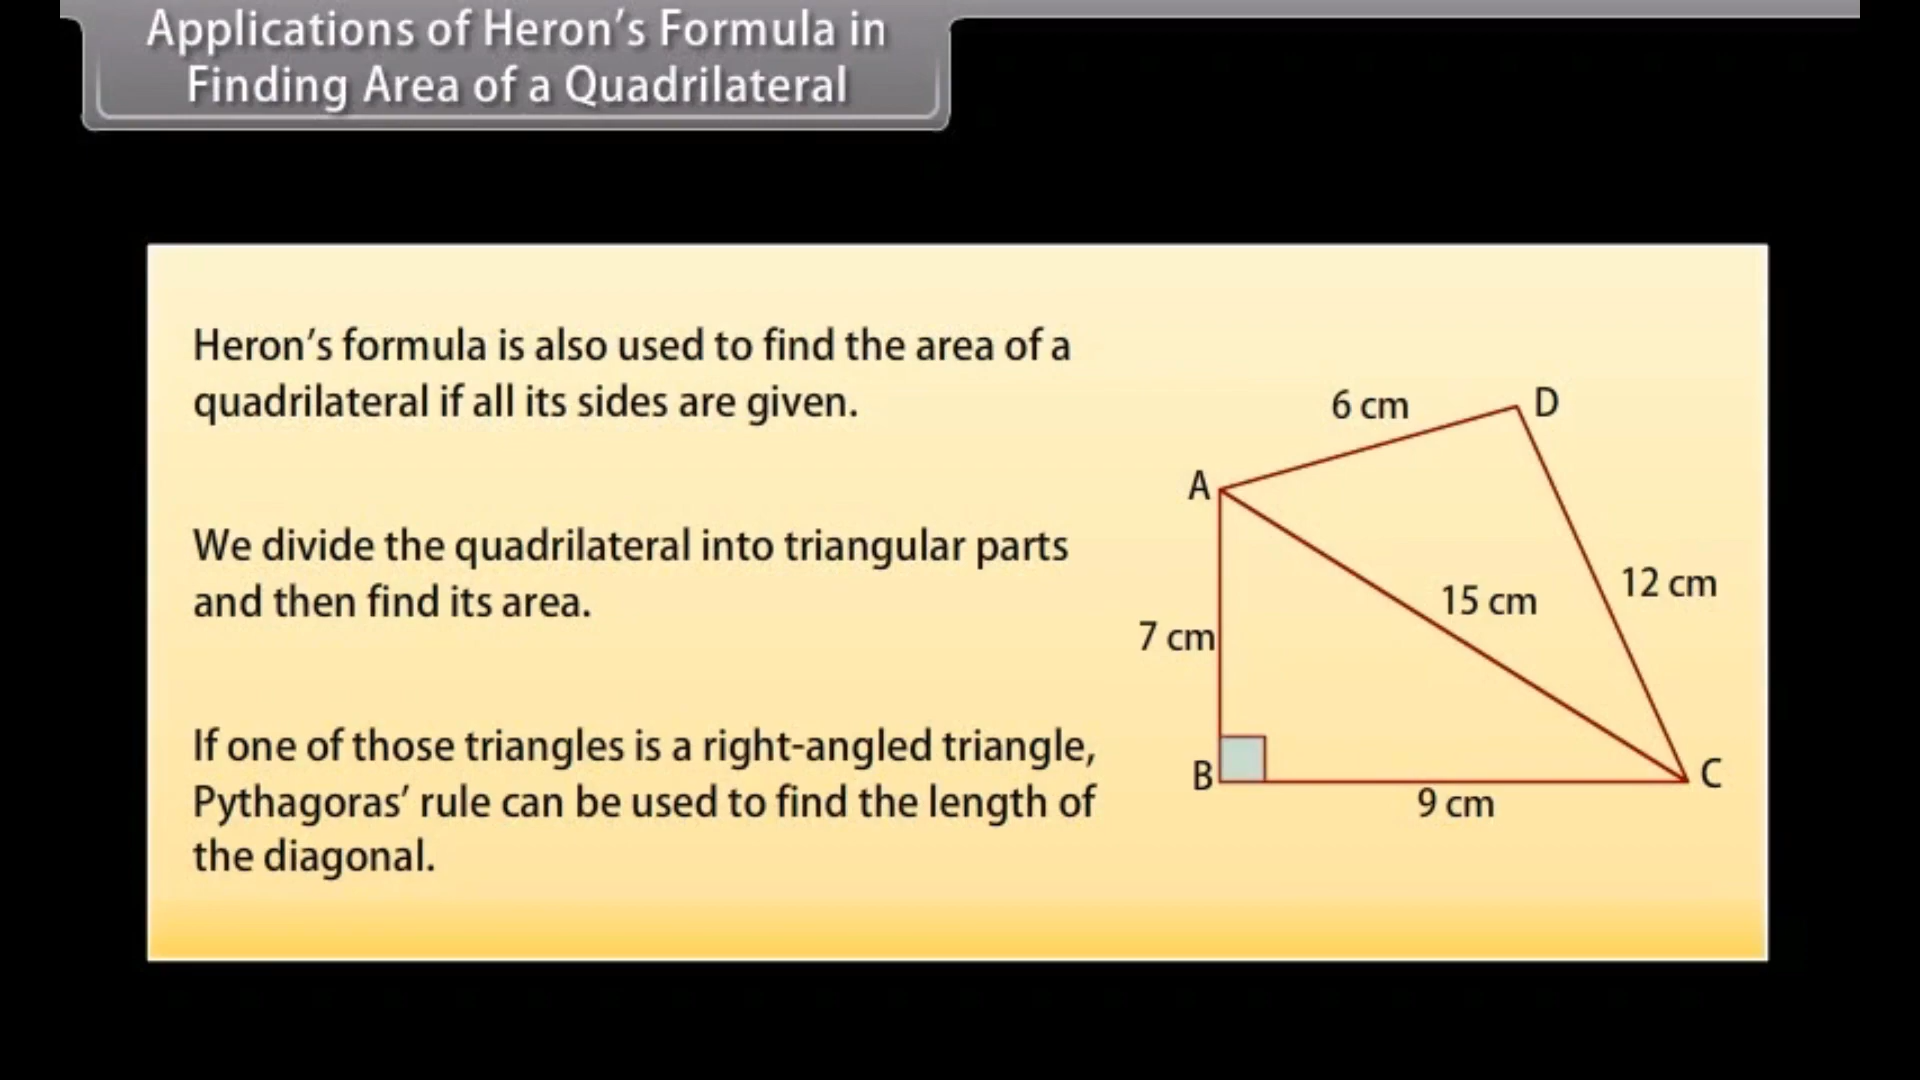 Applications of Heron’s Formula in
Finding Area of a Quadrilateral
Heron’s formula is also used to find the area of a
quadrilateral if all its sides are given.
We divide the quadrilateral into triangular parts
and then find its area.
If one of those triangles is a right-angled triangle,
Pythagoras’ rule can be used to find the length of
the diagonal.
6 cm
D
A
12 cm
15 cm
7 cm
B
C
9 cm